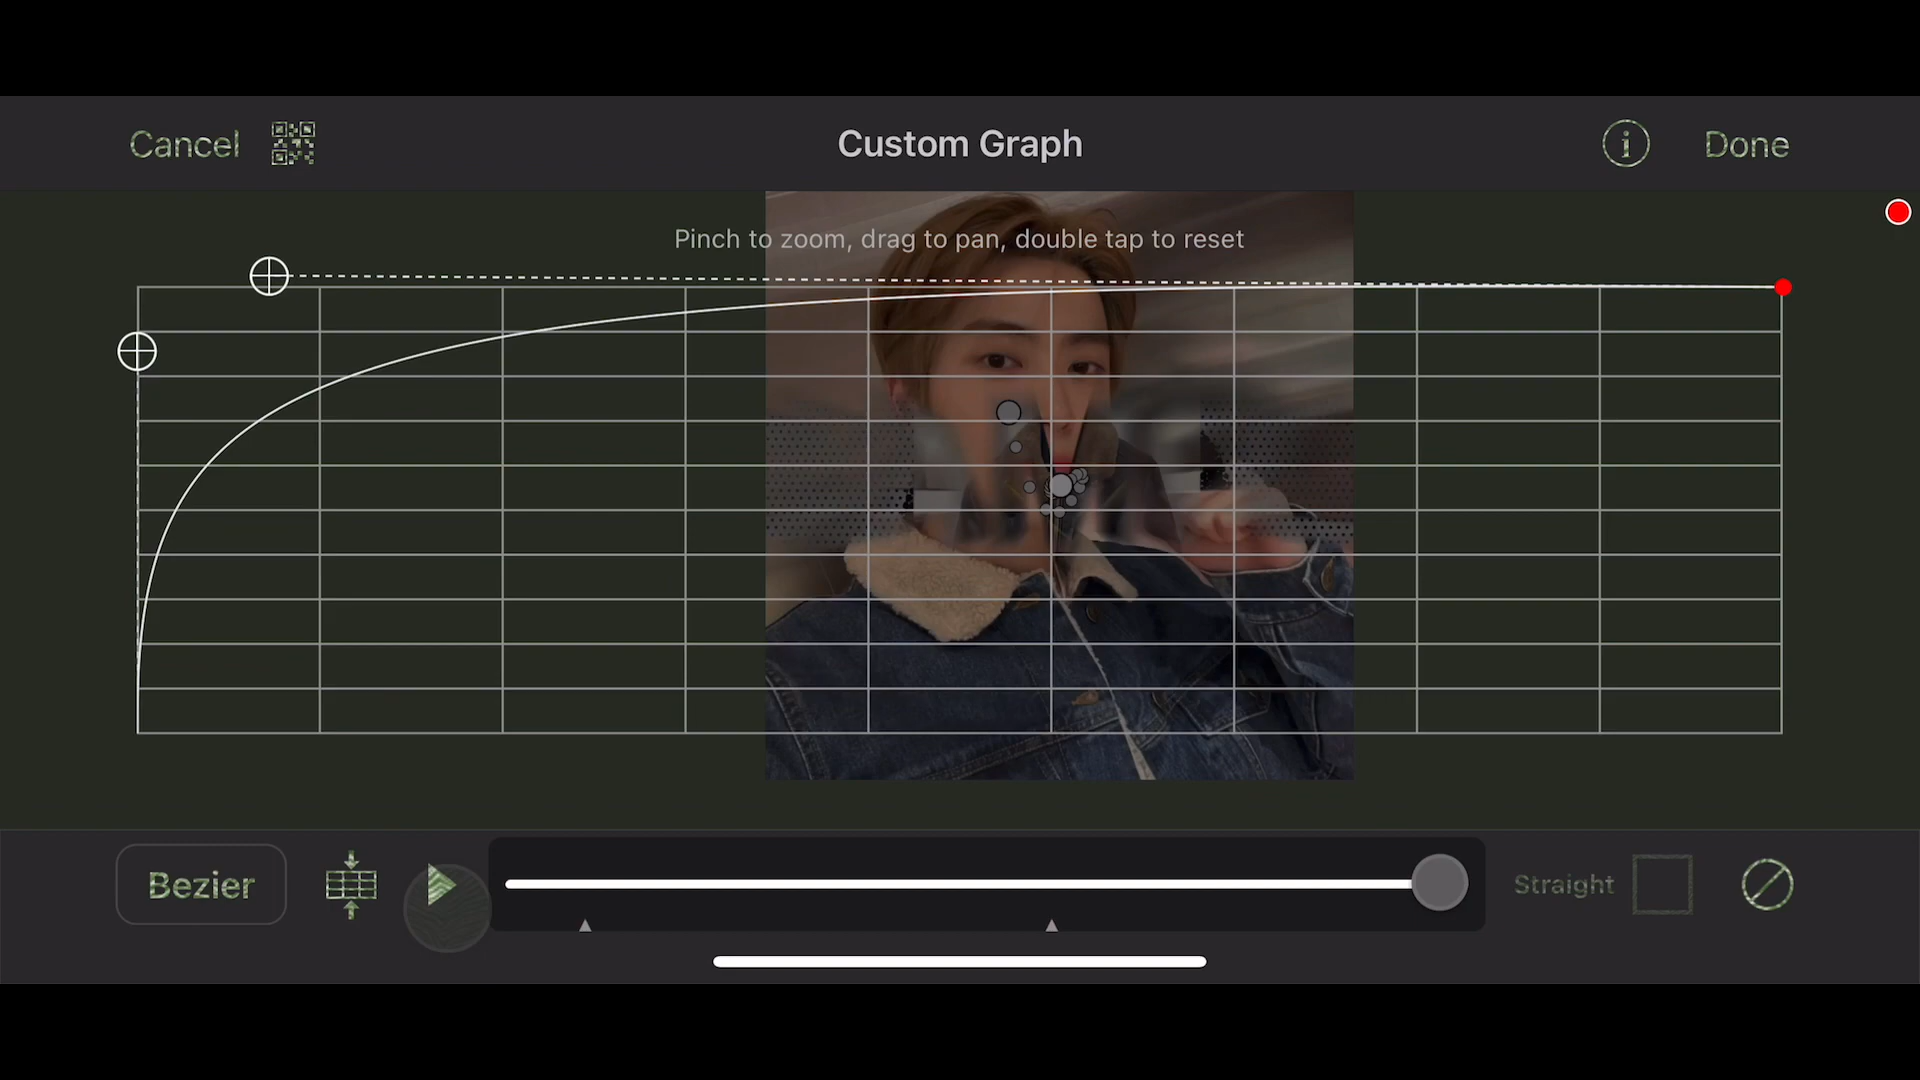 Cancel
Custom Graph
Done
Pinch to zoom, drag to pan, double tap to reset
Bezier
Straight